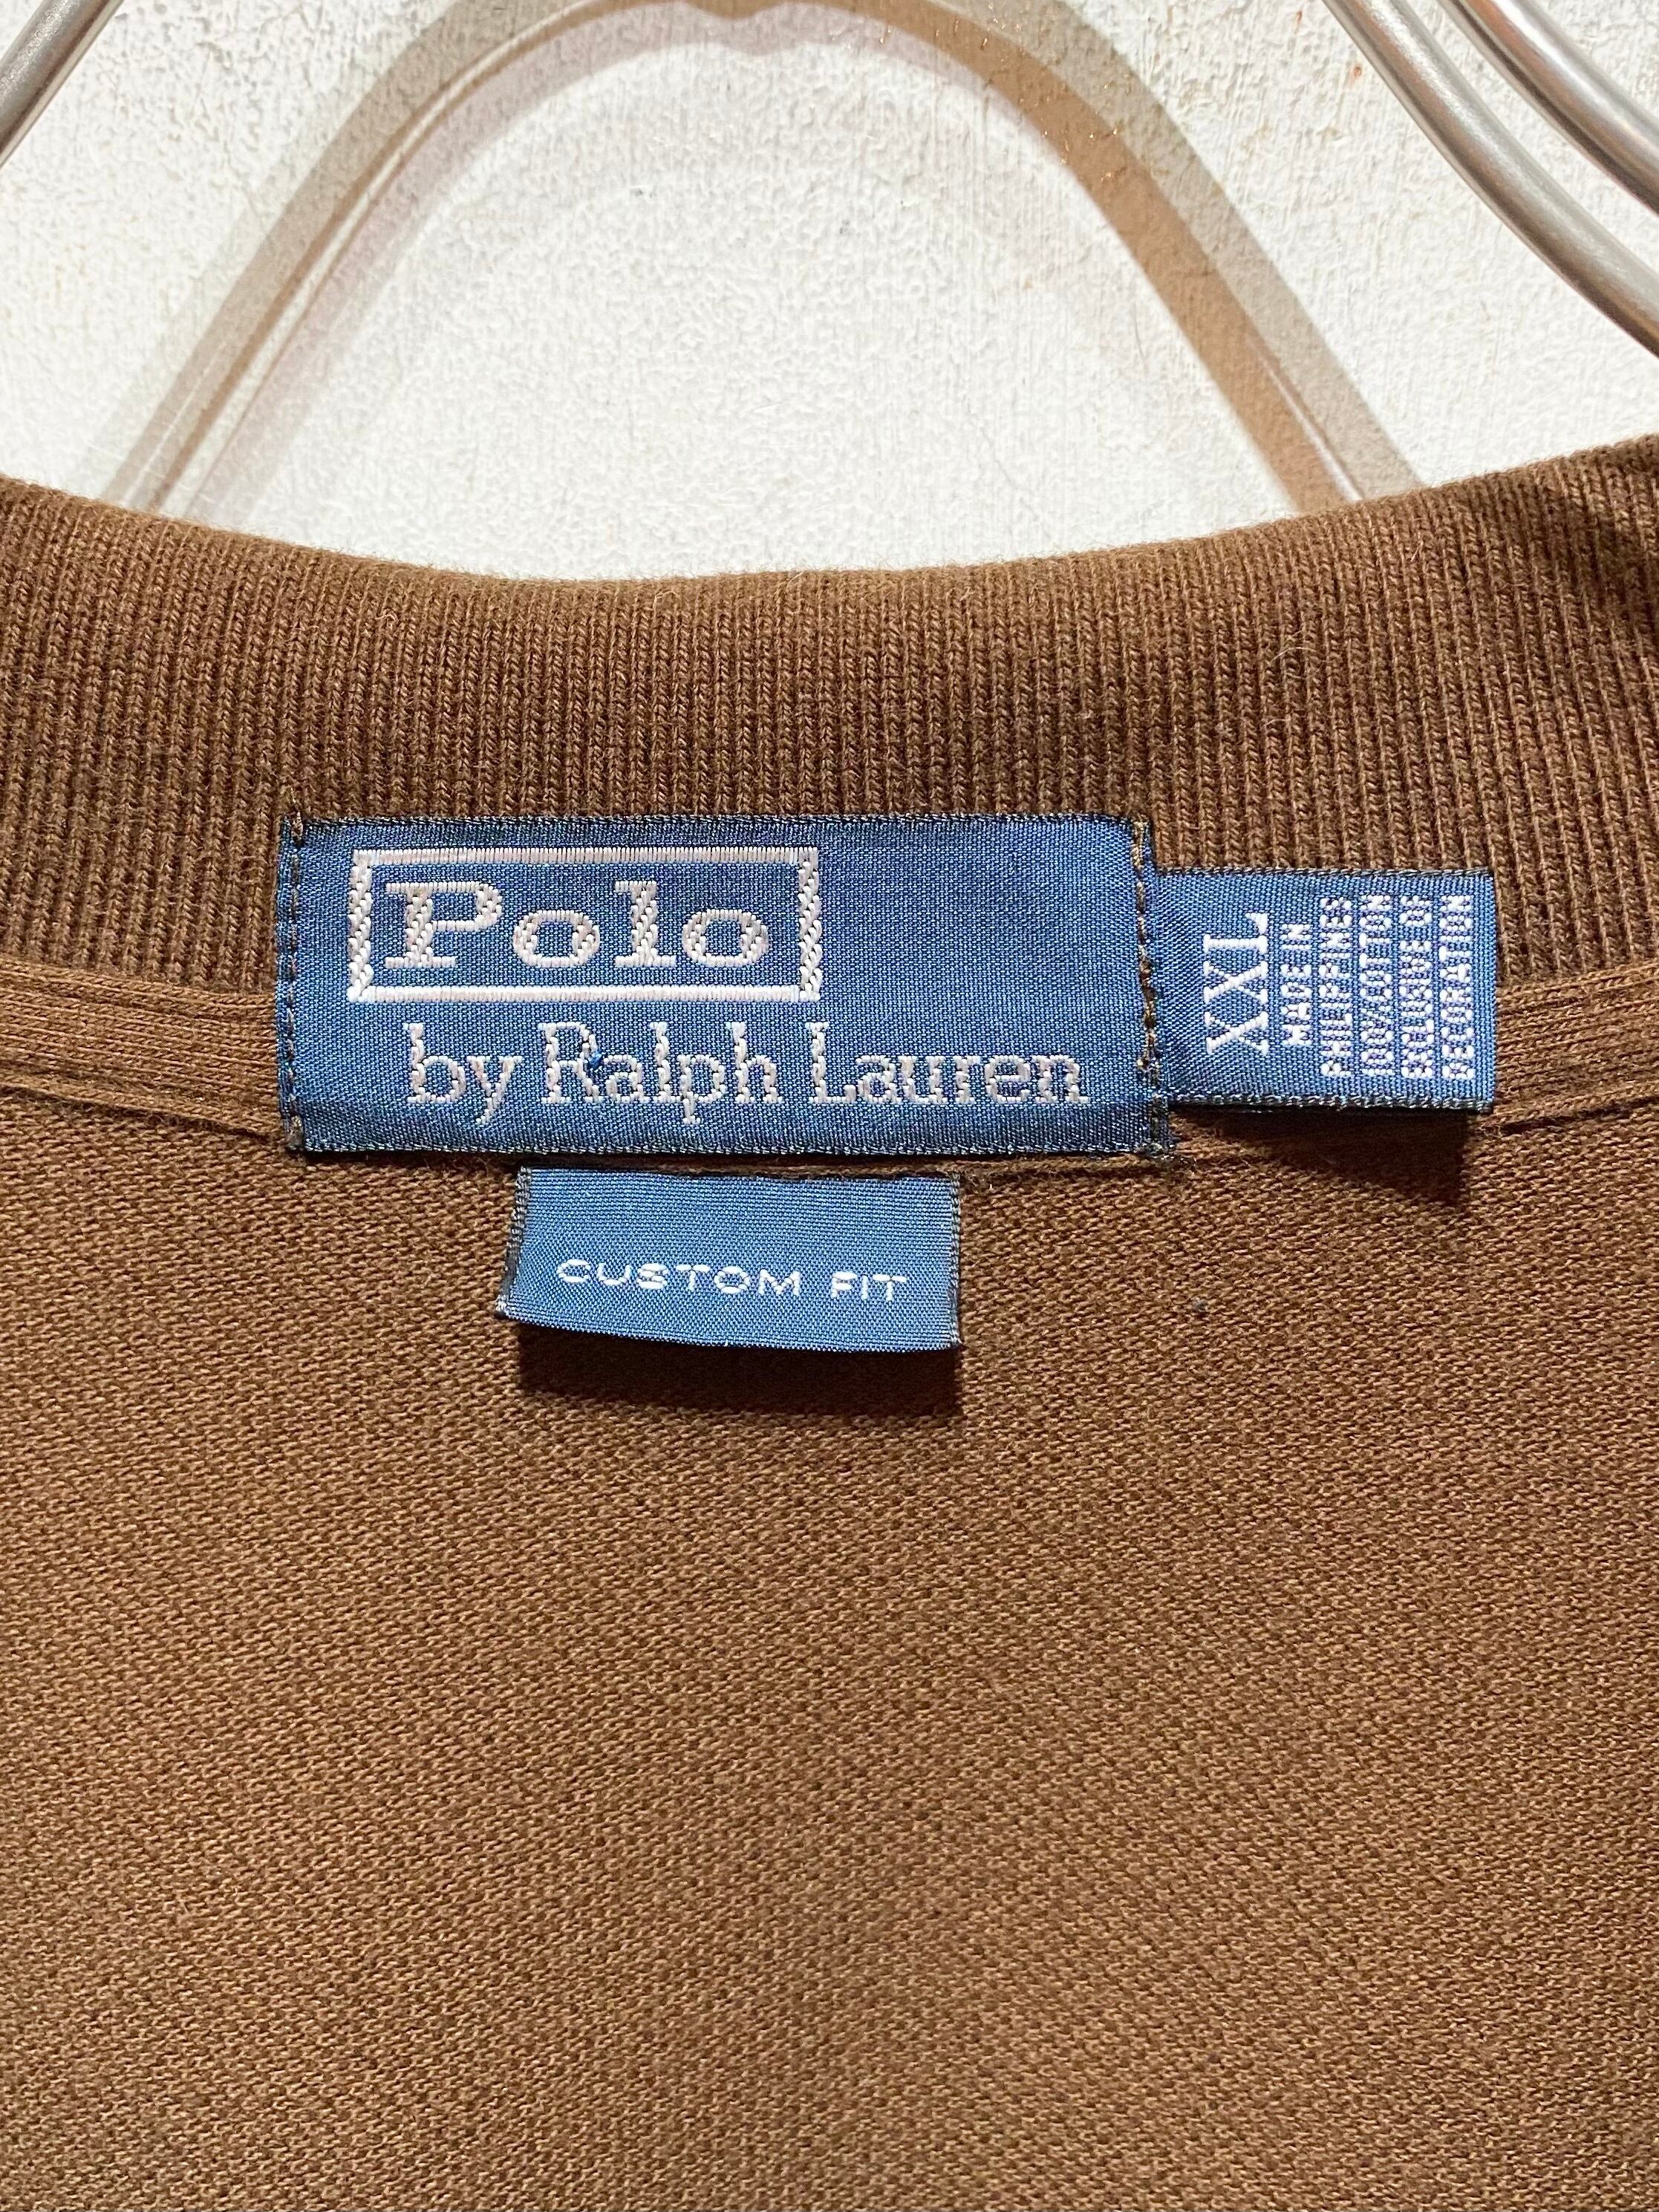 Polo
by Ralph Lauren
XXL
MADE IN
PHILIPPINES
100%COTTON
EXCLUSIVE OF
DECORATION
CUSTOM FIT